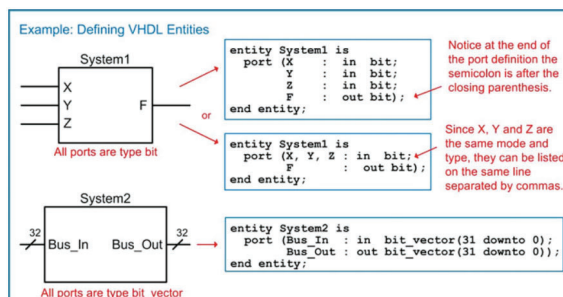 Example: Defining VHDL Entities
System1
X
Y
Z
F
All ports are type bit
or
entity System1 is
port (X : in bit;
Y : in bit;
Z : in bit;
F : out bit);
end entity;
Notice at the end of
the port definition the
semicolon is after the
closing parenthesis.
entity System1 is
port (X, Y, Z : in bit;
F : out bit);
end entity;
Since X, Y and Z are
the same mode and
type, they can be listed
on the same line
separated by commas.
System2
32
Bus_In Bus_Out
32
All ports are type bit_vector
entity System2 is
port (Bus_In : in bit_vector(31 downto 0);
Bus_Out : out bit_vector(31 downto 0));
end entity;